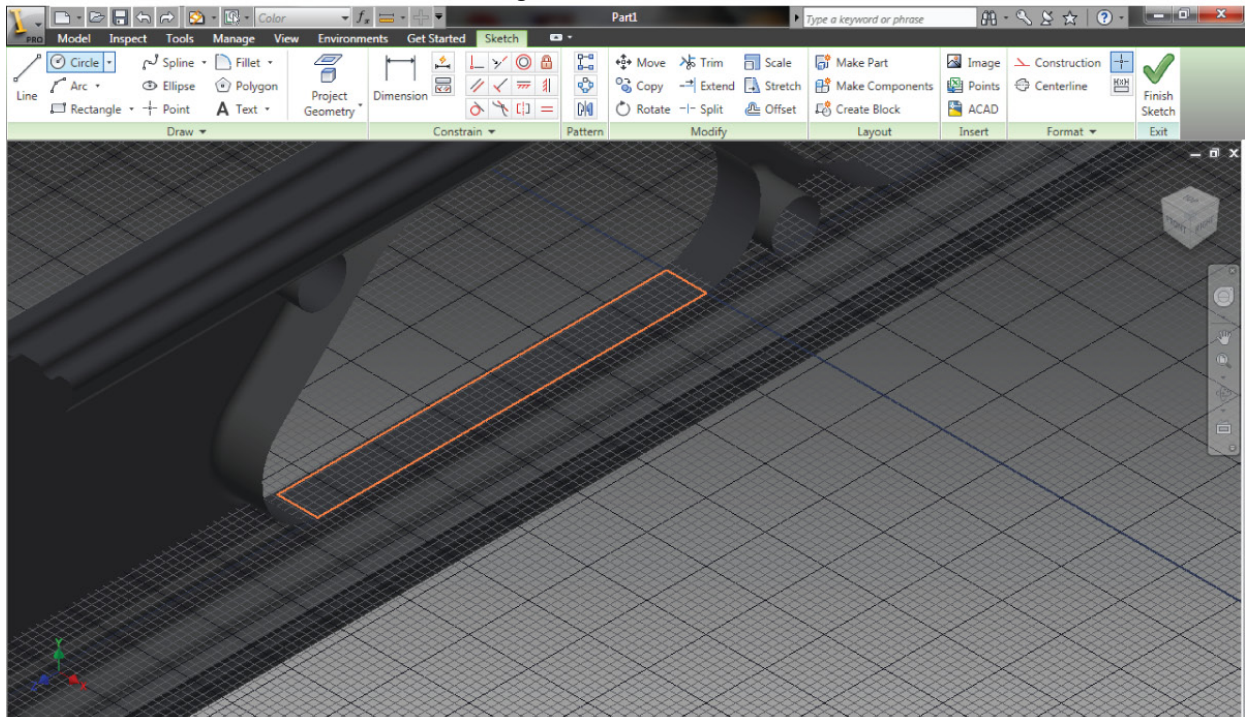 Color
fx
Part1
Type a keyword or phrase
PRO
Model Inspect Tools Manage View Environments Get Started Sketch
Circle Spline Fillet Move Trim Scale Make Part Image Construction
Arc Ellipse Polygon Copy Extend Stretch Make Components Points Centerline
Line Rectangle Point A Text Project Geometry Dimension Rotate Split Offset Create Block ACAD Finish Sketch
Draw Constrain Pattern Modify Layout Insert Format Exit
Y